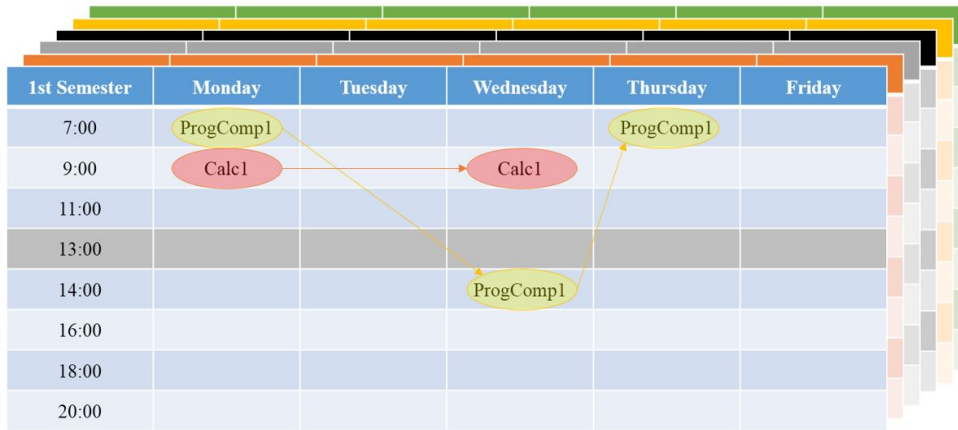 1st Semester Monday Tuesday Wednesday Thursday Friday
7:00 ProgComp1 ProgComp1
9:00 Calc1 Calc1
11:00
13:00
14:00 ProgComp1
16:00
18:00
20:00